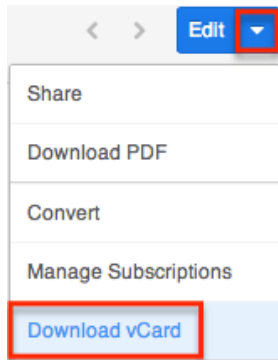 Edit
Share
Download PDF
Convert
Manage Subscriptions
Download vCard